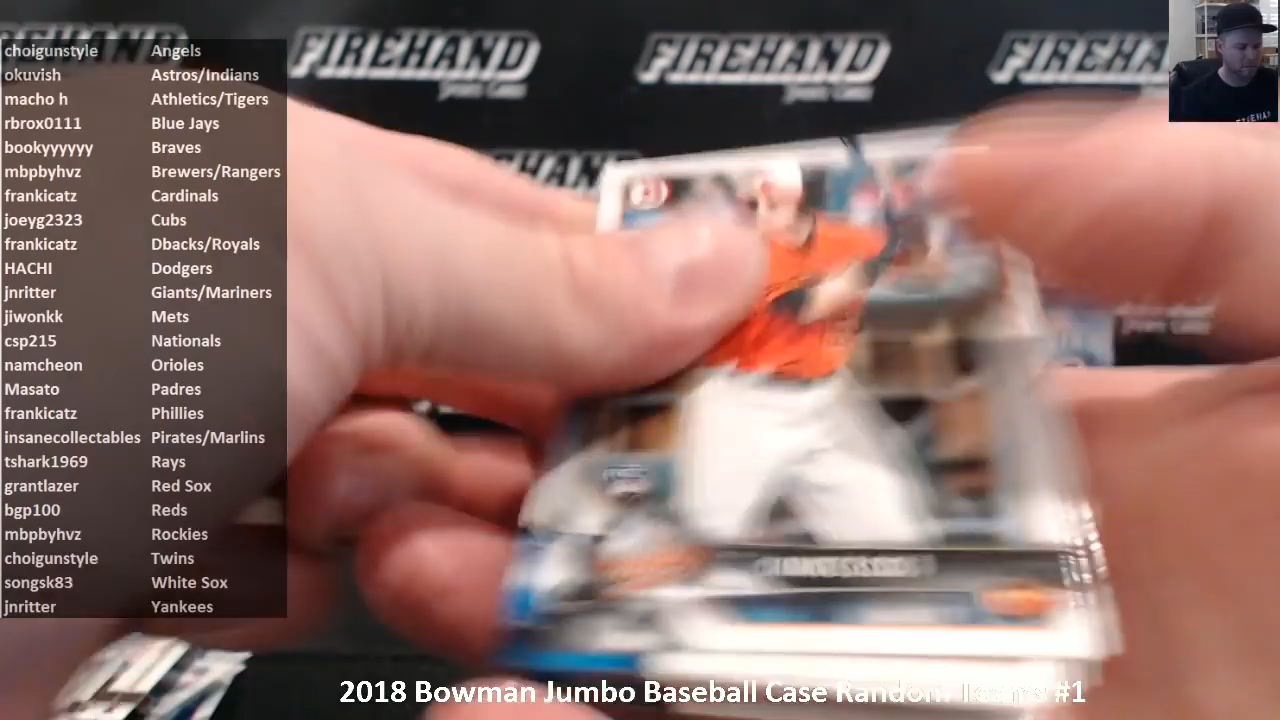 FIREHAND FIREHAND FIREHAND
choigunstyle Angels
okuvish Astros/Indians
macho h Athletics/Tigers
rbrox0111 Blue Jays
bookyyyyyy Braves
mbpbyhvz Brewers/Rangers
frankicatz Cardinals
joeyg2323 Cubs
frankicatz Dbacks/Royals
HACHI Dodgers
jnritter Giants/Mariners
jiwonkk Mets
csp215 Nationals
namcheon Orioles
Masato Padres
frankicatz Phillies
insanecollectables Pirates/Marlins
tshark1969 Rays
grantlazer Red Sox
bgp100 Reds
mbpbyhvz Rockies
choigunstyle Twins
songsk83 White Sox
jnritter Yankees
2018 Bowman Jumbo Baseball Case Random #1